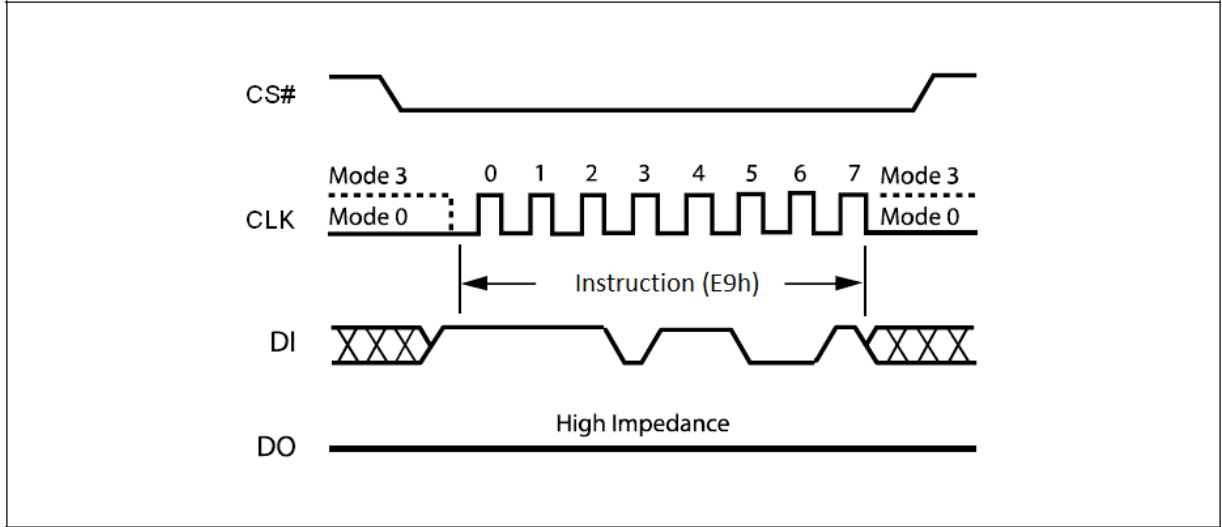 CS#
Mode 3 0 1 2 3 4 5 6 7 Mode 3
CLK Mode 0 Mode 0
Instruction (E9h)
DI
High Impedance
DO